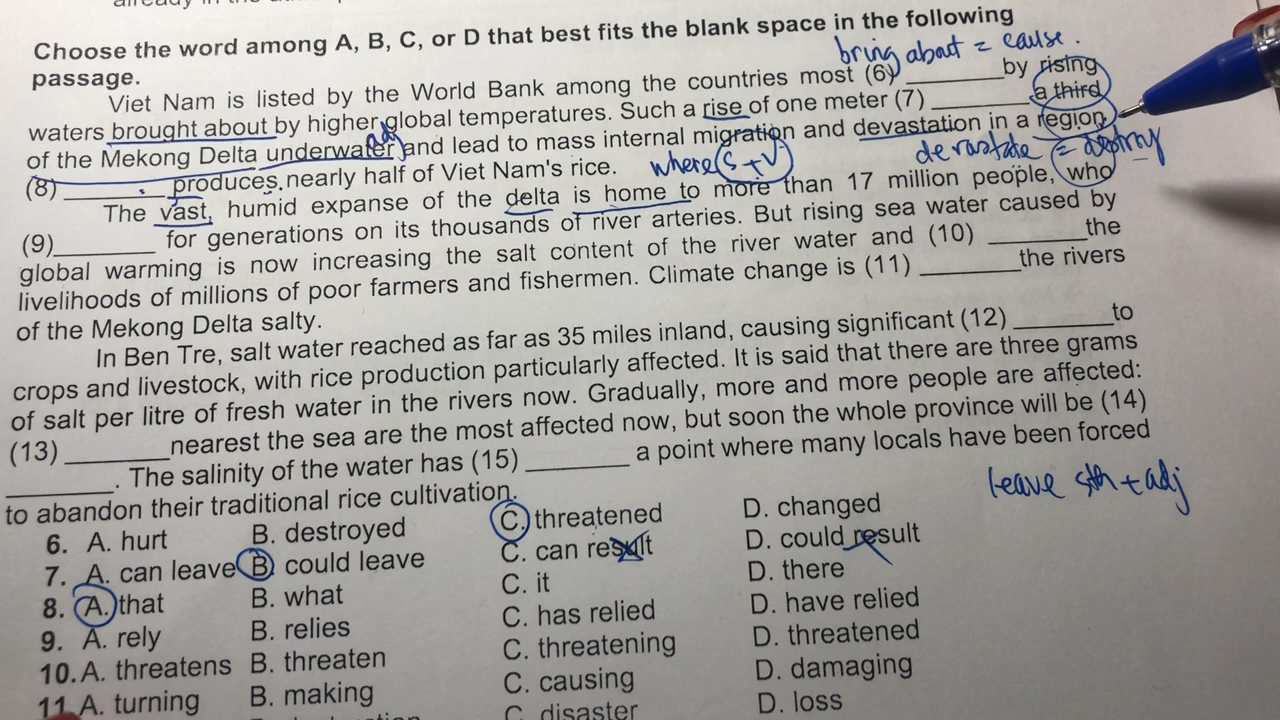 already in the
Choose the word among A, B, C, or D that best fits the blank space in the following
passage.
bring about = cause.
Viet Nam is listed by the World Bank among the countries most (6) ________by rising
waters brought about by higher global temperatures. Such a rise of one meter (7) ________ a third
adj
of the Mekong Delta underwater and lead to mass internal migration and devastation in a region
devastate = destroy
where S + V
(8) ________ produces nearly half of Viet Nam's rice.
The vast, humid expanse of the delta is home to more than 17 million people, who
(9)________ for generations on its thousands of river arteries. But rising sea water caused by
global warming is now increasing the salt content of the river water and (10) ________the
livelihoods of millions of poor farmers and fishermen. Climate change is (11) ________the rivers
of the Mekong Delta salty.
In Ben Tre, salt water reached as far as 35 miles inland, causing significant (12) ________to
crops and livestock, with rice production particularly affected. It is said that there are three grams
of salt per litre of fresh water in the rivers now. Gradually, more and more people are affected:
(13) ________nearest the sea are the most affected now, but soon the whole province will be (14)
________. The salinity of the water has (15) ________ a point where many locals have been forced
to abandon their traditional rice cultivation.
leave sth + adj
6. A. hurt B. destroyed C. threatened D. changed
7. A. can leave B. could leave C. can result D. could result
8. A. that B. what C. it D. there
9. A. rely B. relies C. has relied D. have relied
10. A. threatens B. threaten C. threatening D. threatened
11. A. turning B. making C. causing D. damaging
C. disaster D. loss